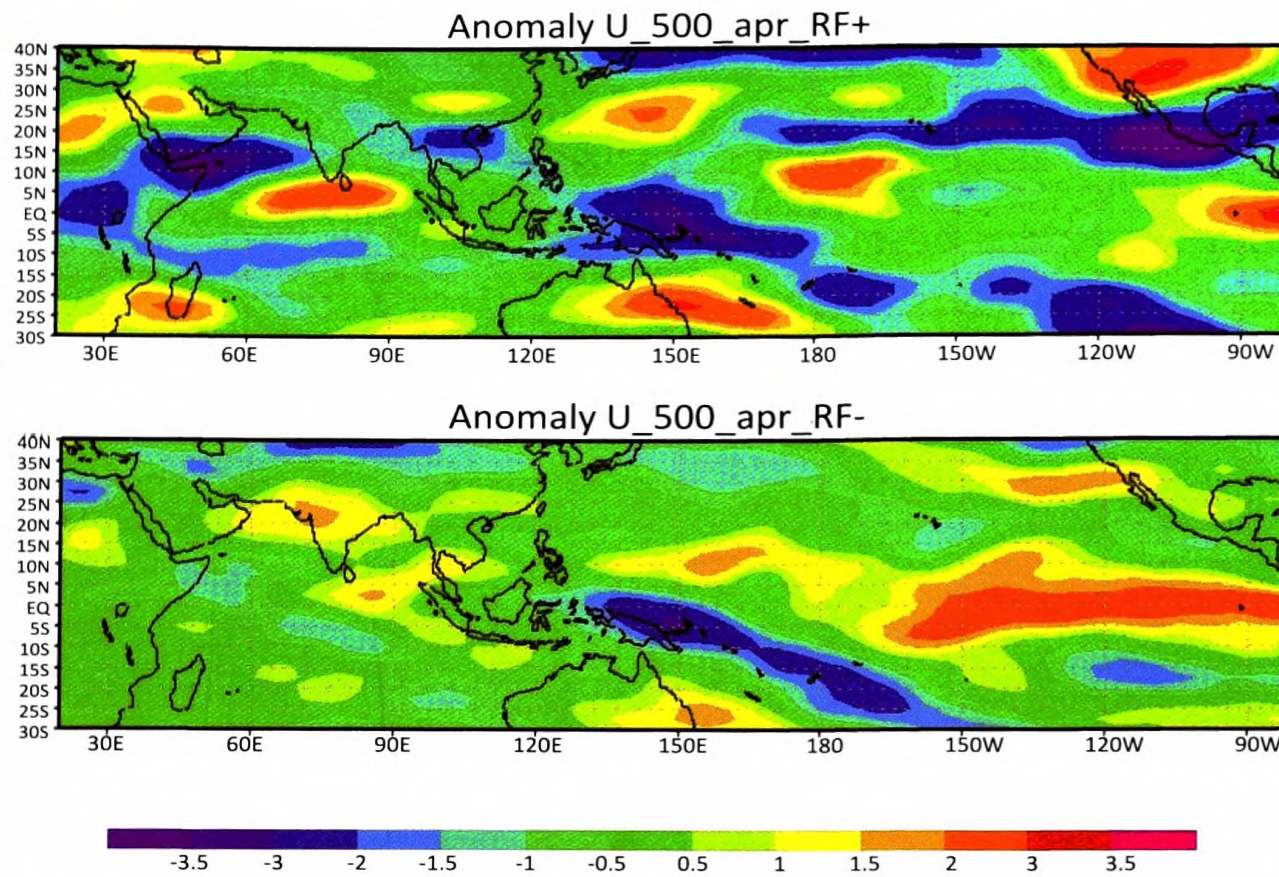 Anomaly U_500_apr_RF+
40N
35N
30N
25N
20N
15N
10N
5N
EQ
5S
10S
15S
20S
25S
30S
30E 60E 90E 120E 150E 180 150W 120W 90W
Anomaly U_500_apr_RF-
40N
35N
30N
25N
20N
15N
10N
5N
EQ
5S
10S
15S
20S
25S
30S
30E 60E 90E 120E 150E 180 150W 120W 90W
-3.5 -3 -2 -1.5 -1 -0.5 0.5 1 1.5 2 3 3.5